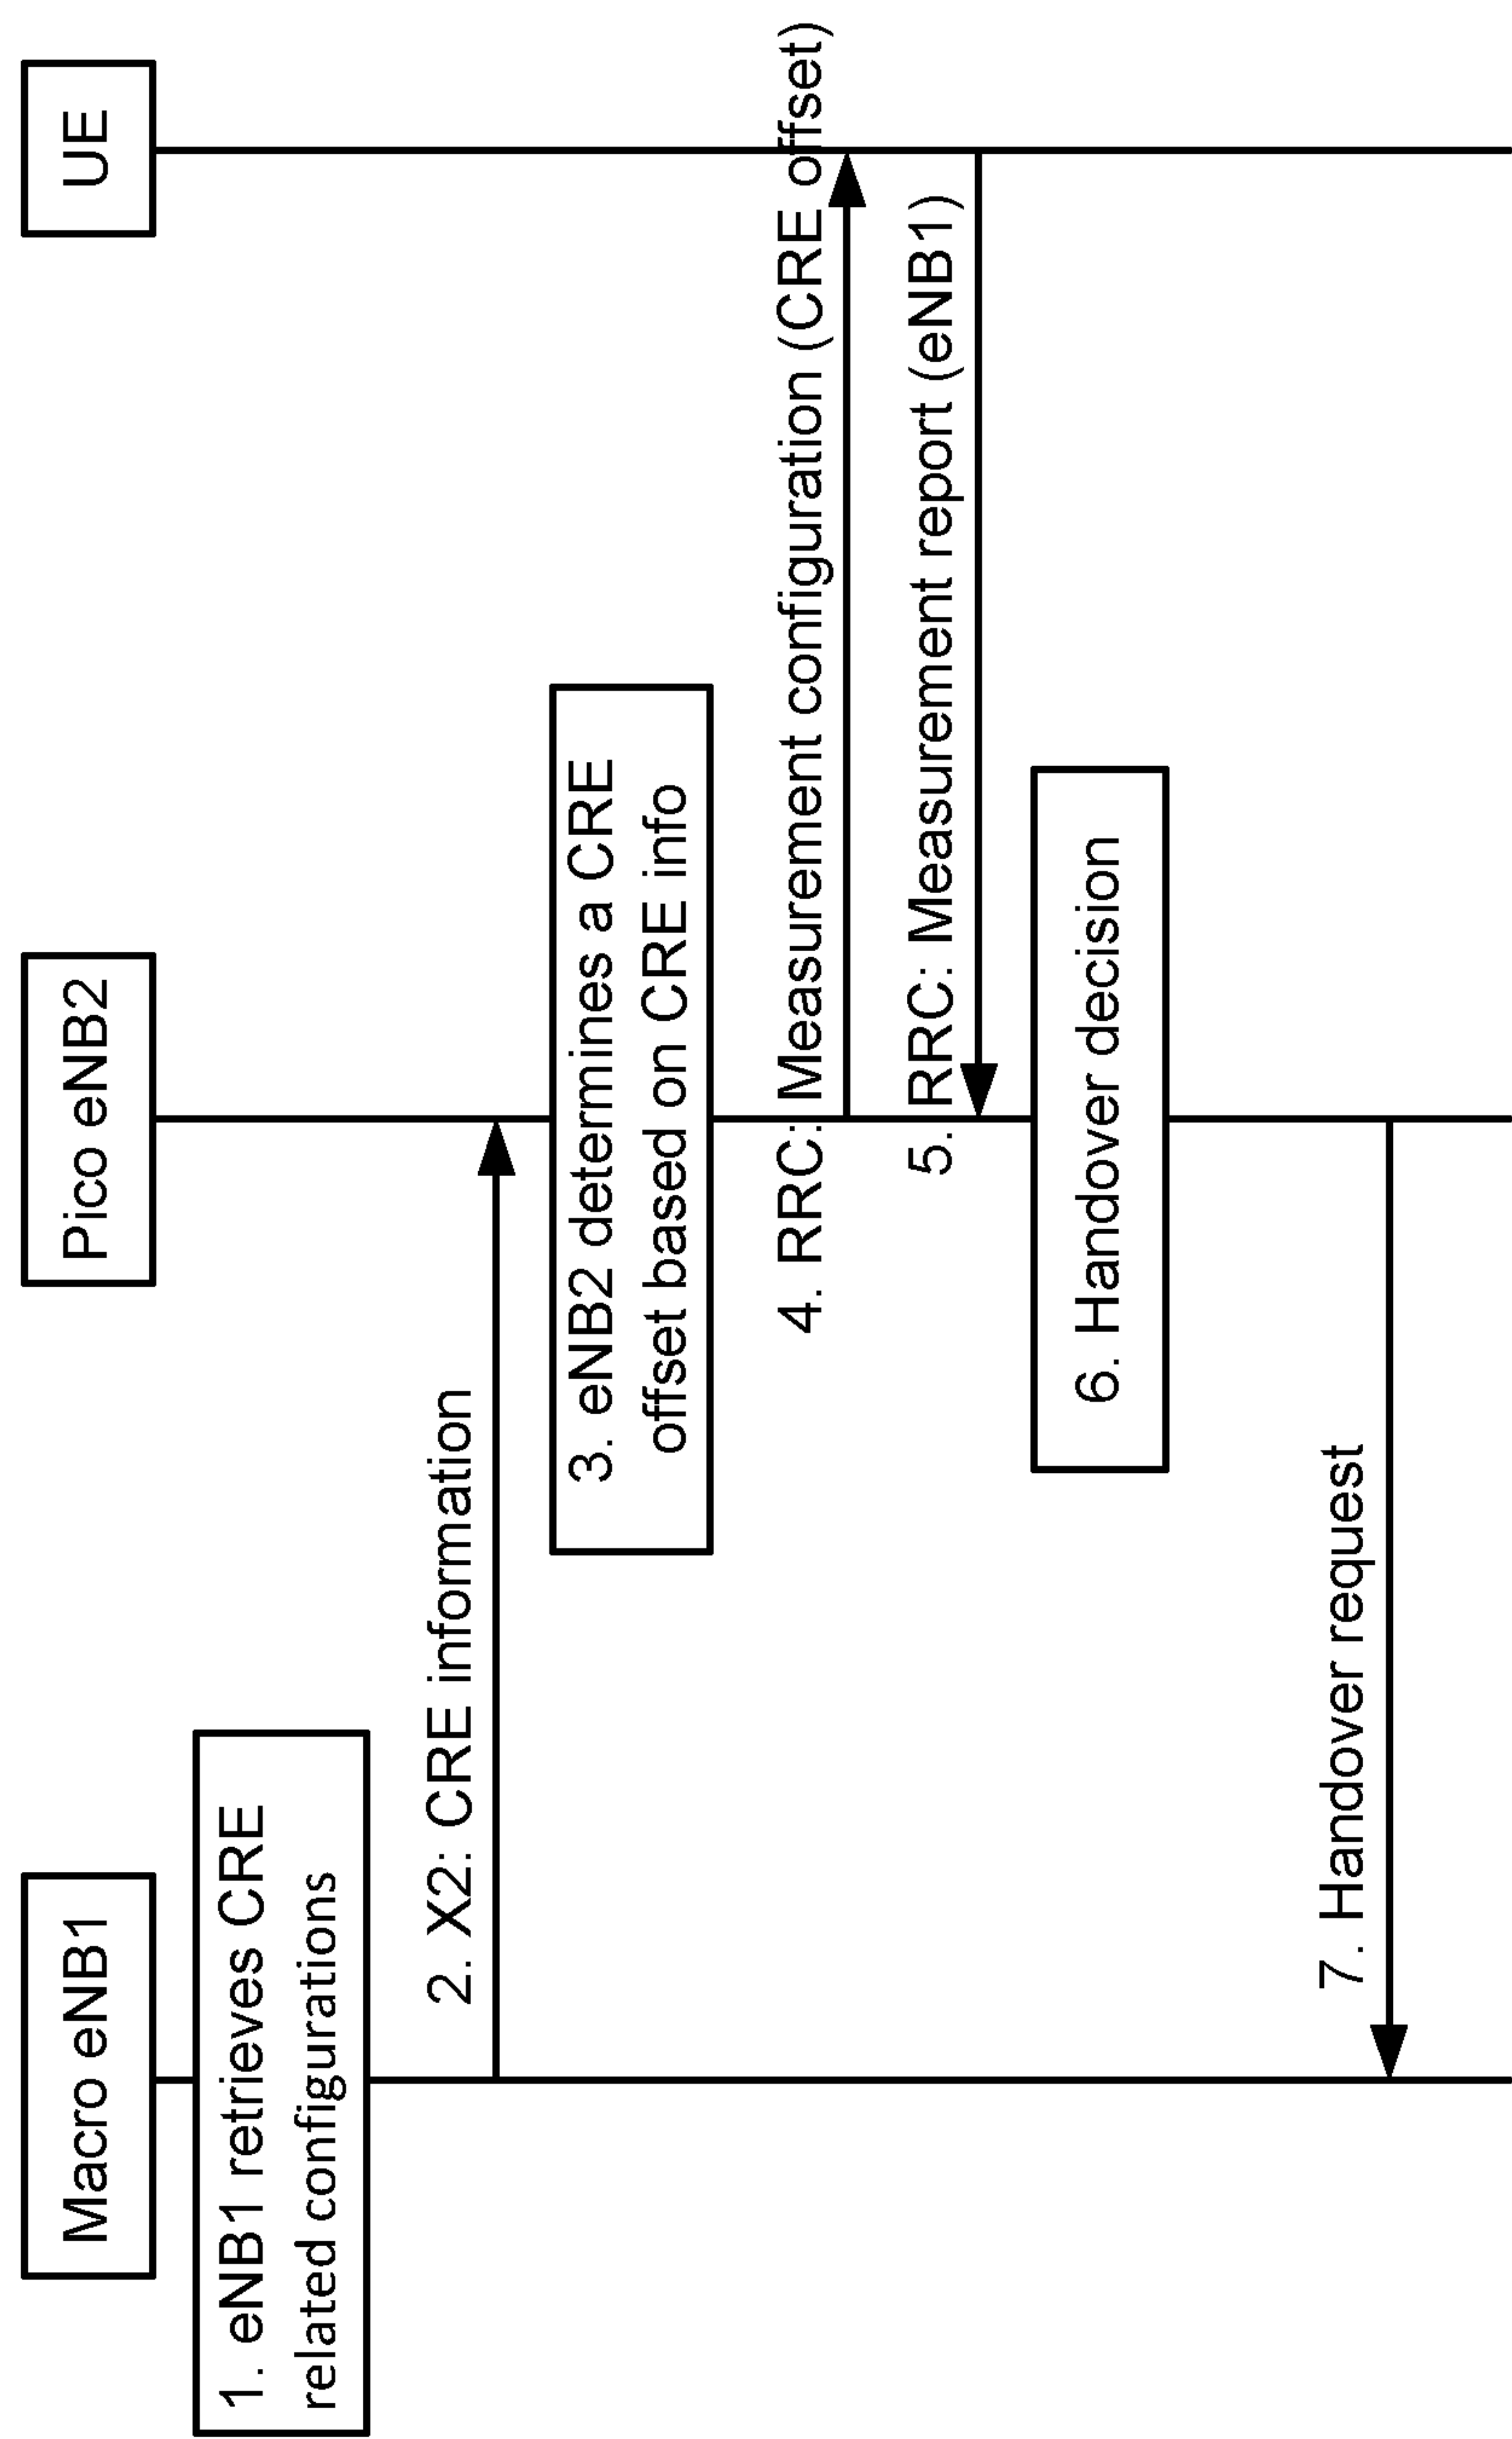 Macro eNB1
Pico eNB2
UE
1. eNB1 retrieves CRE
related configurations
2. X2: CRE information
3. eNB2 determines a CRE
offset based on CRE info
4. RRC: Measurement configuration (CRE offset)
5. RRC: Measurement report (eNB1)
6. Handover decision
7. Handover request